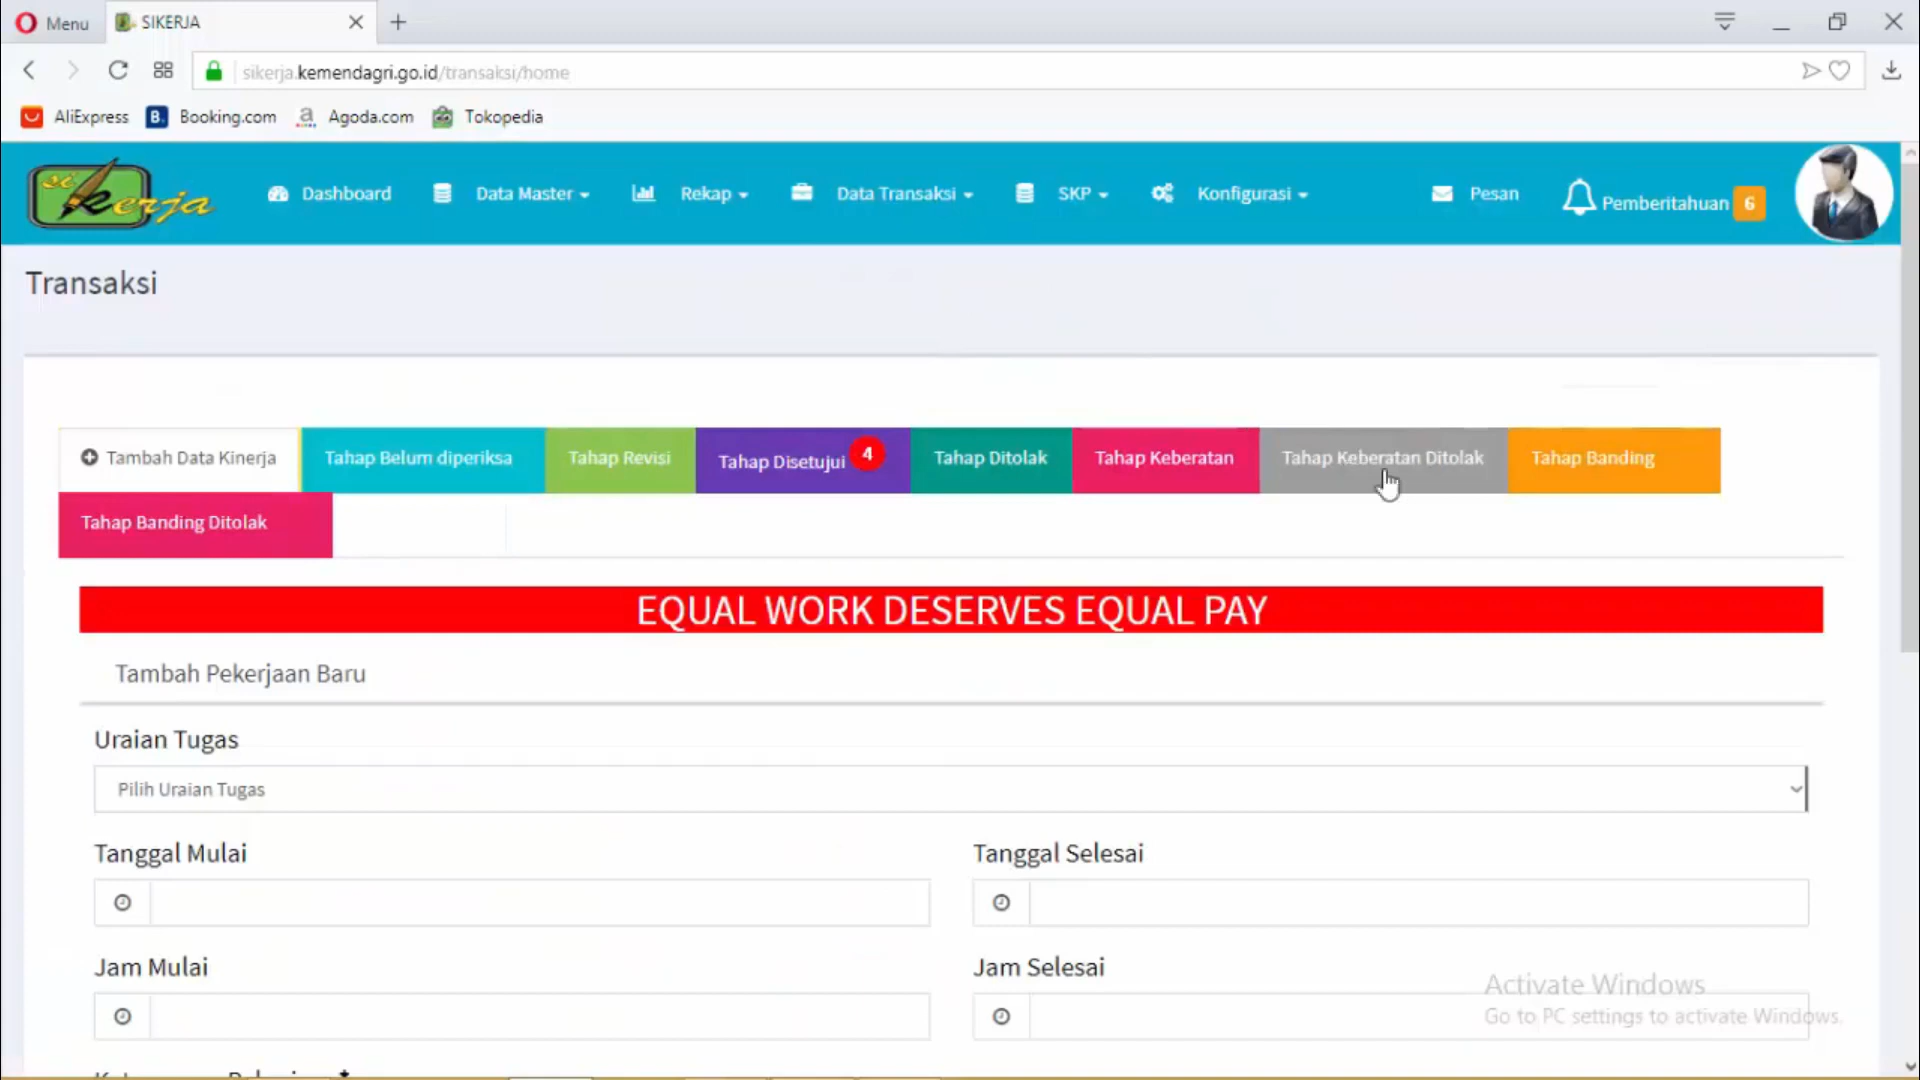 Menu
SIKERJA
sikerja.kemendagri.go.id/transaksi/home
AliExpress
Booking.com
Agoda.com
Tokopedia
si kerja
Dashboard
Data Master
Rekap
Data Transaksi
SKP
Konfigurasi
Pesan
Pemberitahuan 6
Transaksi
Tambah Data Kinerja
Tahap Belum diperiksa
Tahap Revisi
Tahap Disetujui 4
Tahap Ditolak
Tahap Keberatan
Tahap Keberatan Ditolak
Tahap Banding
Tahap Banding Ditolak
EQUAL WORK DESERVES EQUAL PAY
Tambah Pekerjaan Baru
Uraian Tugas
Pilih Uraian Tugas
Tanggal Mulai
Tanggal Selesai
Jam Mulai
Jam Selesai
Activate Windows
Go to PC settings to activate Windows.